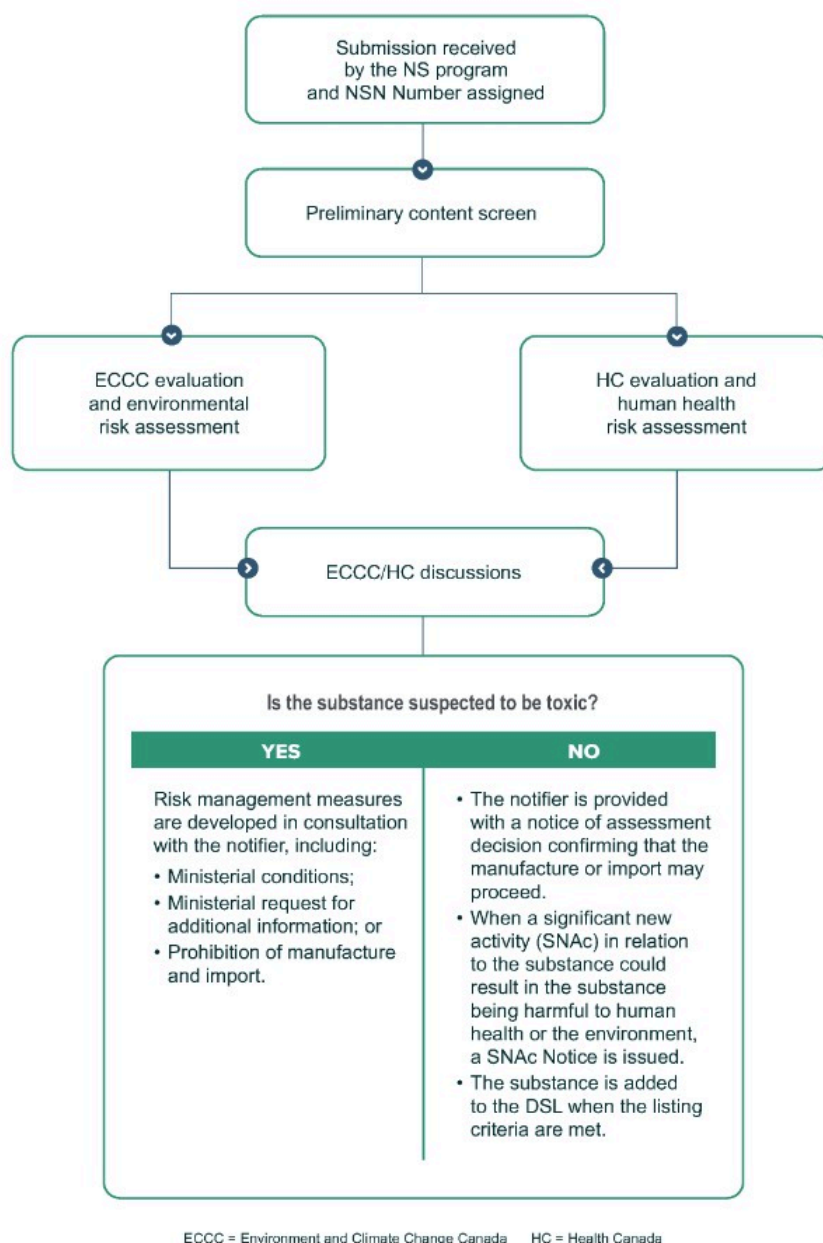 Submission received
by the NS program
and NSN Number assigned
Preliminary content screen
ECCC evaluation
and environmental
risk assessment
HC evaluation and
human health
risk assessment
ECCC/HC discussions
Is the substance suspected to be toxic?
YES
Risk management measures
are developed in consultation
with the notifier, including:
• Ministerial conditions;
• Ministerial request for
additional information; or
• Prohibition of manufacture
and import.
NO
• The notifier is provided
with a notice of assessment
decision confirming that the
manufacture or import may
proceed.
• When a significant new
activity (SNAc) in relation
to the substance could
result in the substance
being harmful to human
health or the environment,
a SNAc Notice is issued.
• The substance is added
to the DSL when the listing
criteria are met.
ECCC = Environment and Climate Change Canada HC = Health Canada